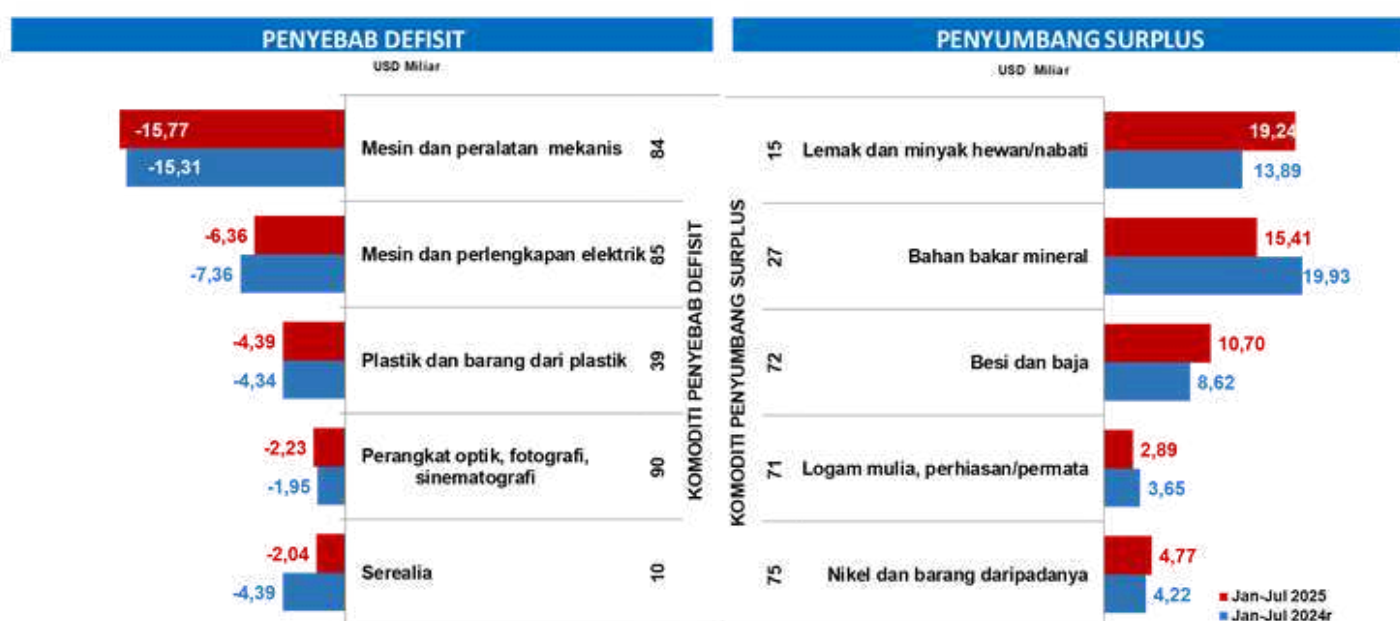 PENYEBAB DEFISIT
USD Miliar
-15,77
-15,31
Mesin dan peralatan mekanis
84
-6,36
-7,36
Mesin dan perlengkapan elektrik
85
-4,39
-4,34
Plastik dan barang dari plastik
39
-2,23
-1,95
Perangkat optik, fotografi,
sinematografi
90
-2,04
-4,39
Serealia
10
KOMODITI PENYEBAB DEFISIT
PENYUMBANG SURPLUS
USD Miliar
KOMODITI PENYUMBANG SURPLUS
15
Lemak dan minyak hewan/nabati
19,24
13,89
27
Bahan bakar mineral
15,41
19,93
72
Besi dan baja
10,70
8,62
71
Logam mulia, perhiasan/permata
2,89
3,65
75
Nikel dan barang daripadanya
4,77
4,22
Jan-Jul 2025
Jan-Jul 2024r